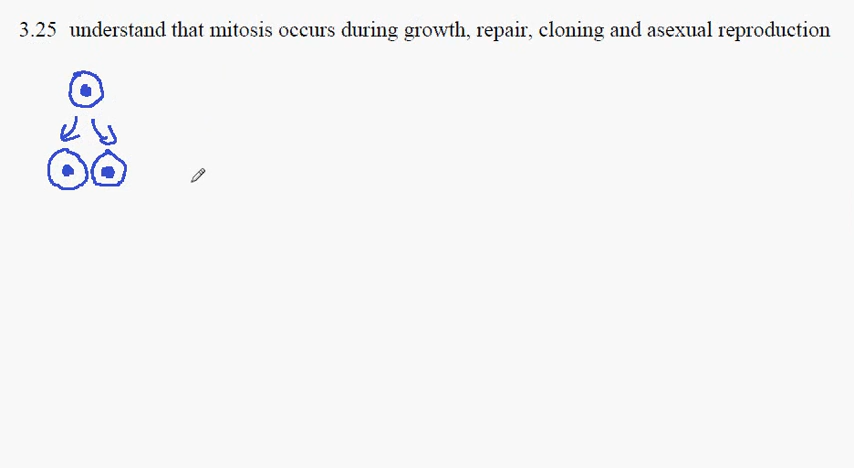 3.25 understand that mitosis occurs during growth, repair, cloning and asexual reproduction